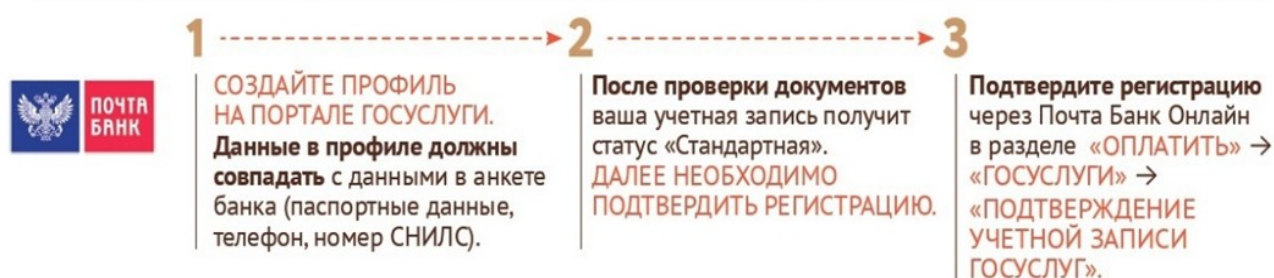 1
2
3
ПОЧТА
БАНК
СОЗДАЙТЕ ПРОФИЛЬ
НА ПОРТАЛЕ ГОСУСЛУГИ.
Данные в профиле должны
совпадать с данными в анкете
банка (паспортные данные,
телефон, номер СНИЛС).
После проверки документов
ваша учетная запись получит
статус «Стандартная».
ДАЛЕЕ НЕОБХОДИМО
ПОДТВЕРДИТЬ РЕГИСТРАЦИЮ.
Подтвердите регистрацию
через Почта Банк Онлайн
в разделе «ОПЛАТИТЬ» →
«ГОСУСЛУГИ» →
«ПОДТВЕРЖДЕНИЕ
УЧЕТНОЙ ЗАПИСИ
ГОСУСЛУГ».